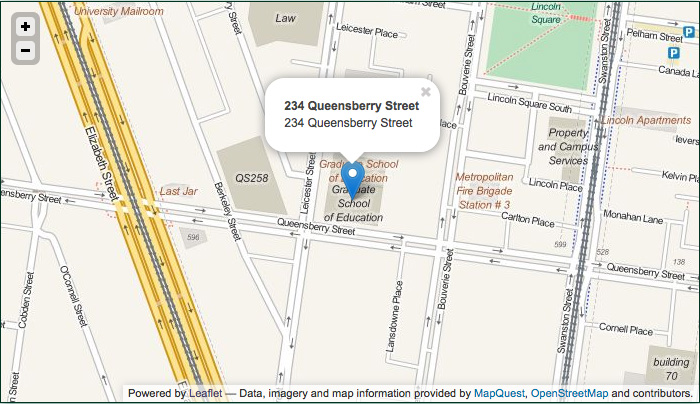 University Mailroom
Law
Lincoln
Square
Leicester Place
Pelham Street
P
P
Canada La
Swanston Street
Bouverie Street
+
−
234 Queensberry Street
234 Queensberry Street
×
Lincoln Square South
Lincoln Apartments
Property
and Campus
Services
Elizabeth Street
Leicester Street
Place
Graduate School
of Education
Graduate
School
of Education
QS258
Metropolitan
Fire Brigade
Station # 3
Lincoln Place
Kelvin Pl
Last Jar
Berkeley Street
ensberry Street
Carlton Place
Monahan Lane
Queensberry Street
596
599
528
138
Queensberry Street
Cobden Street
O'Connell Street
Lansdowne Place
Bouverie Street
Swanston Street
Cornell Place
building
70
m Street
Powered by Leaflet — Data, imagery and map information provided by MapQuest, OpenStreetMap and contributors.